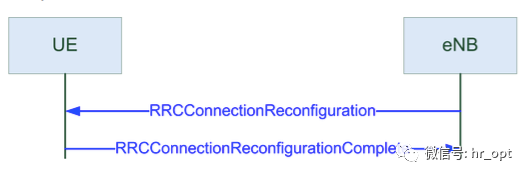 UE
eNB
RRCConnectionReconfiguration
RRCConnectionReconfigurationComple
微信号: hr_opt